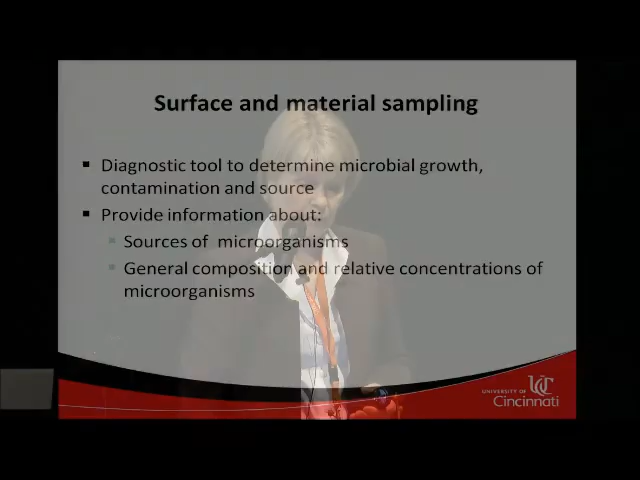 Surface and material sampling
Diagnostic tool to determine microbial growth,
contamination and source
Provide information about:
Sources of microorganisms
General composition and relative concentrations of
microorganisms
UNIVERSITY OF
UC
Cincinnati